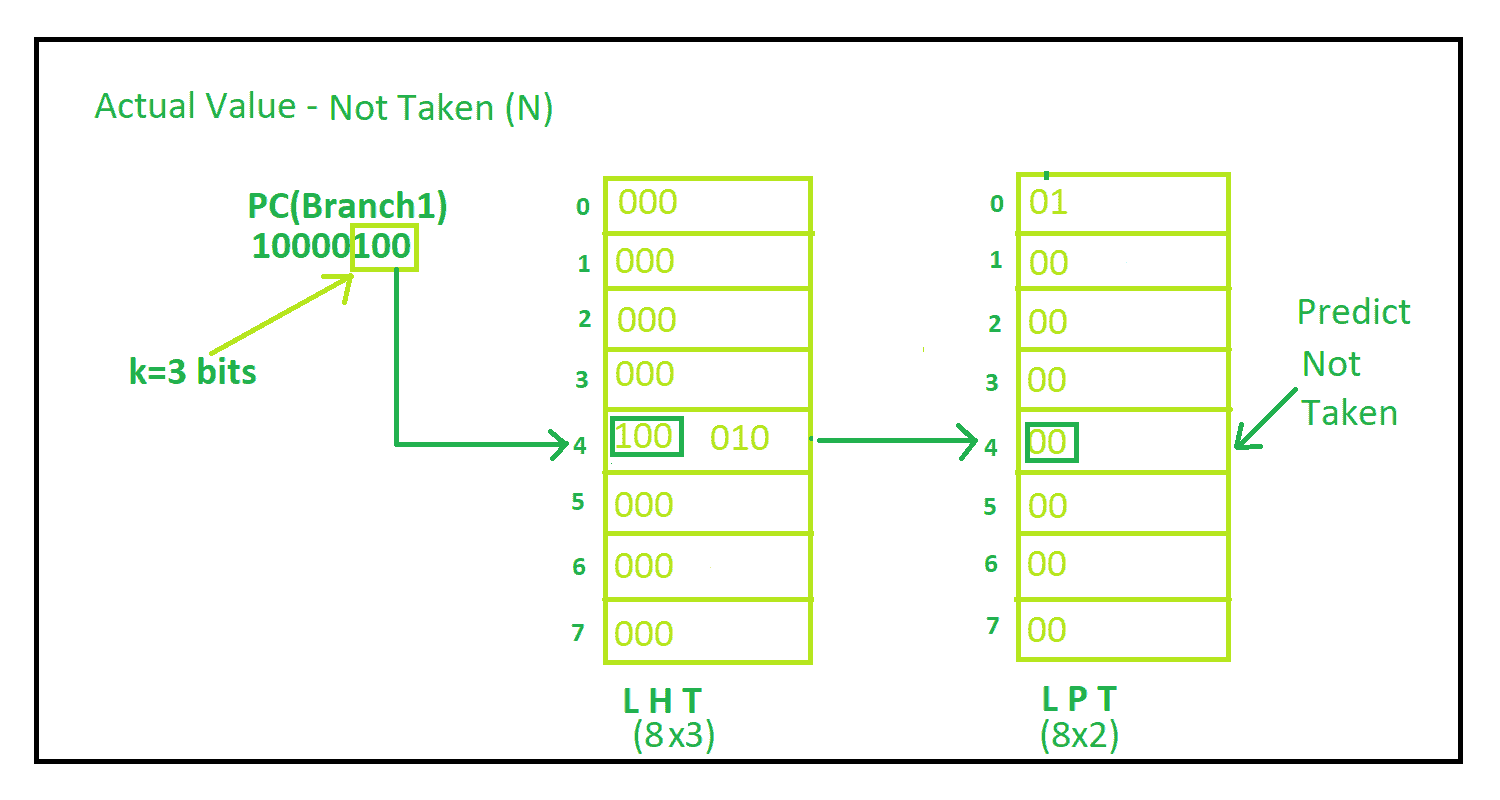 Actual Value - Not Taken (N)
PC(Branch1)
10000100
k=3 bits
0 000
1 000
2 000
3 000
4 100 010
5 000
6 000
7 000
L H T
(8x3)
0 01
1 00
2 00
3 00
4 00
5 00
6 00
7 00
L P T
(8x2)
Predict
Not
Taken